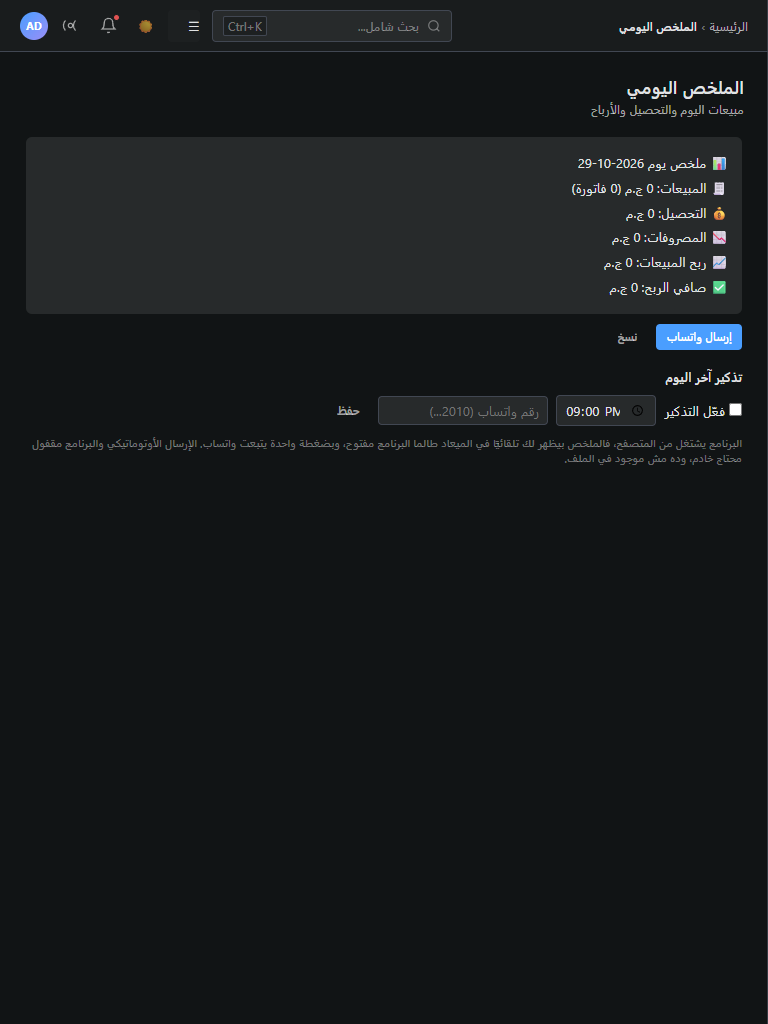 الرئيسية › الملخص اليومي
بحث شامل... Ctrl+K
AD
الملخص اليومي
مبيعات اليوم والتحصيل والأرباح
📊 ملخص يوم 2026-10-29
🧾 المبيعات: 0 ج.م (0 فاتورة)
💰 التحصيل: 0 ج.م
📉 المصروفات: 0 ج.م
📈 ربح المبيعات: 0 ج.م
✅ صافي الربح: 0 ج.م
إرسال واتساب
نسخ
تذكير آخر اليوم
فعّل التذكير 09:00 PM رقم واتساب (2010...) حفظ
البرنامج يشتغل من المتصفح، فالملخص بيظهر لك تلقائيًا في الميعاد طالما البرنامج مفتوح، وبضغطة واحدة يتبعت واتساب. الإرسال الأوتوماتيكي والبرنامج مقفول
محتاج خادم، وده مش موجود في الملف.